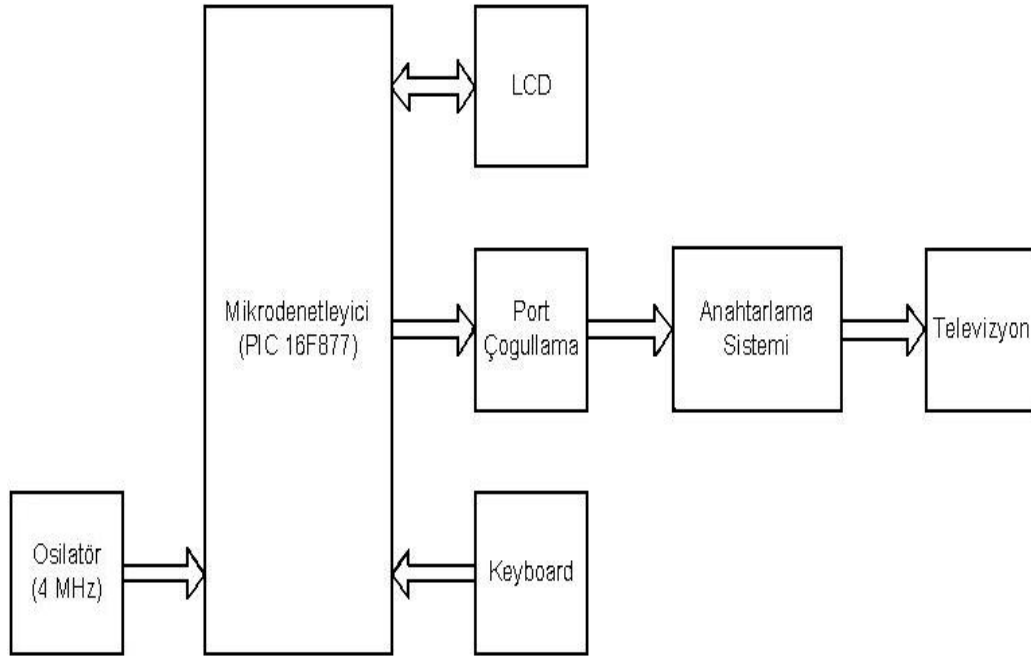 LCD
Mikrodenetleyici
(PIC 16F877)
Port
Çogullama
Anahtarlama
Sistemi
Televizyon
Osilatör
(4 MHz)
Keyboard